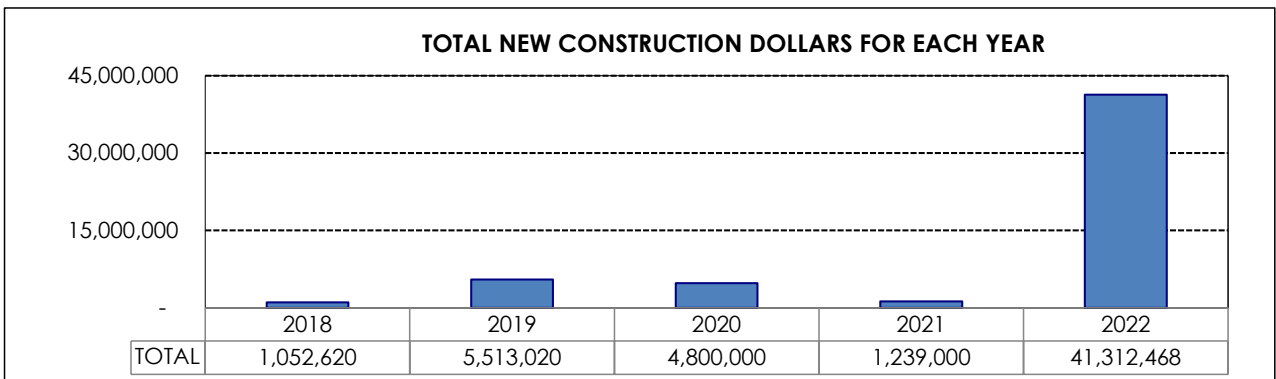 TOTAL NEW CONSTRUCTION DOLLARS FOR EACH YEAR
45,000,000
30,000,000
15,000,000
-
2018 2019 2020 2021 2022
TOTAL 1,052,620 5,513,020 4,800,000 1,239,000 41,312,468